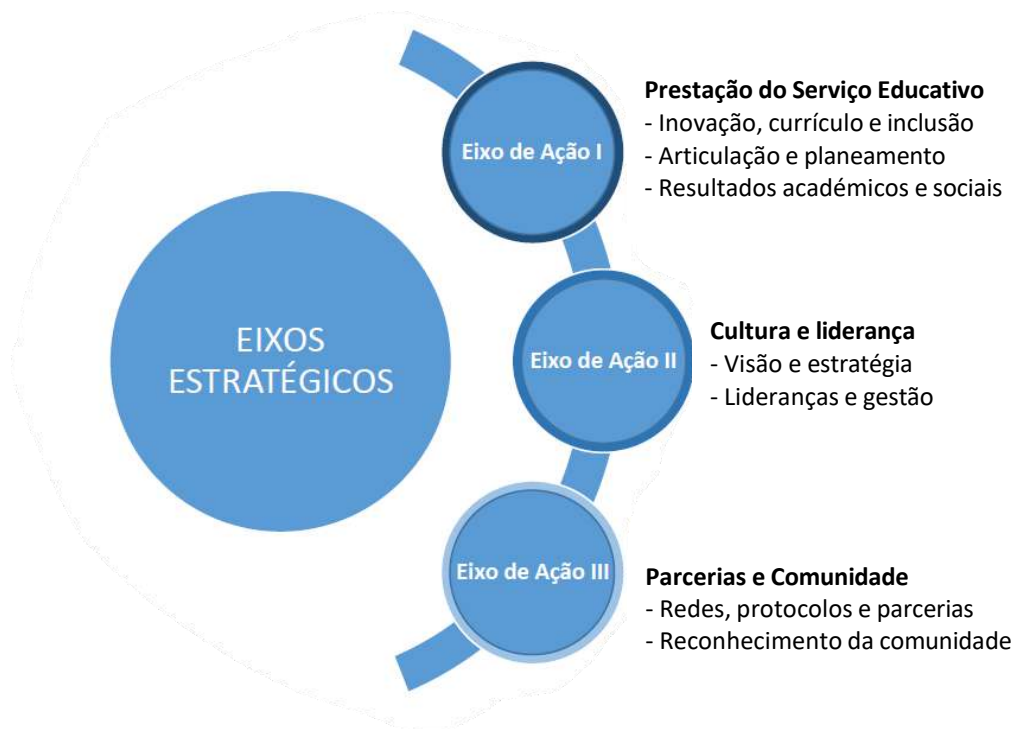 EIXOS
ESTRATÉGICOS
Eixo de Ação I
Prestação do Serviço Educativo
- Inovação, currículo e inclusão
- Articulação e planeamento
- Resultados académicos e sociais
Eixo de Ação II
Cultura e liderança
- Visão e estratégia
- Lideranças e gestão
Eixo de Ação III
Parcerias e Comunidade
- Redes, protocolos e parcerias
- Reconhecimento da comunidade